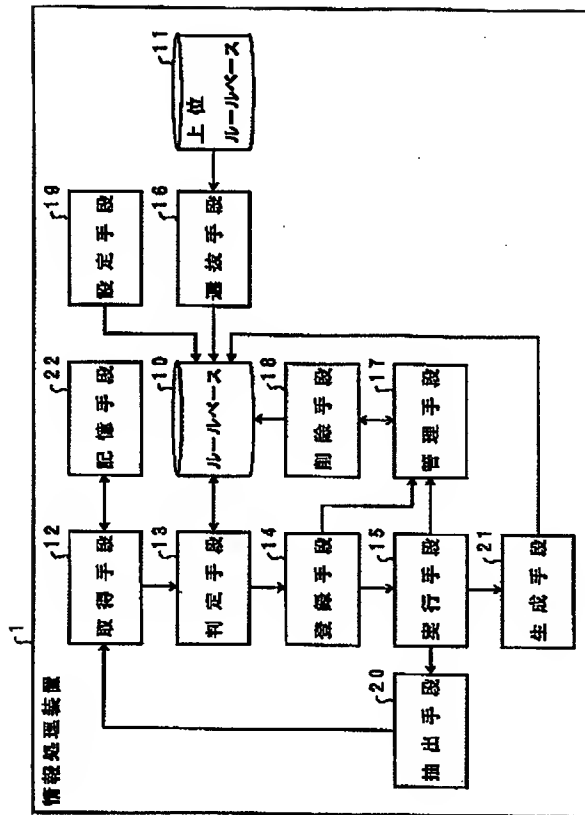 1
情報処理装置
12
取得手段
22
記憶手段
19
設定手段
11
上位
ルールベース
13
判定手段
10
ルールベース
16
選抜手段
14
登録手段
18
削除手段
15
実行手段
17
管理手段
20
抽出手段
21
生成手段